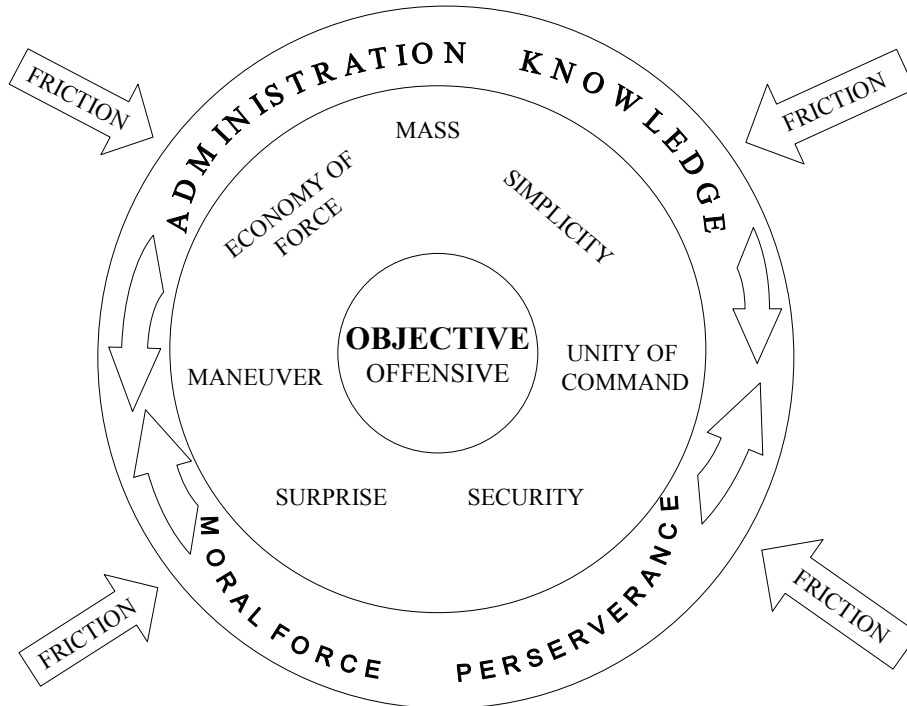 FRICTION
FRICTION
ADMINISTRATION KNOWLEDGE
MASS
ECONOMY OF
FORCE
SIMPLICITY
OBJECTIVE
OFFENSIVE
MANEUVER
UNITY OF
COMMAND
SURPRISE
SECURITY
MORAL FORCE PERSERVERANCE
FRICTION
FRICTION